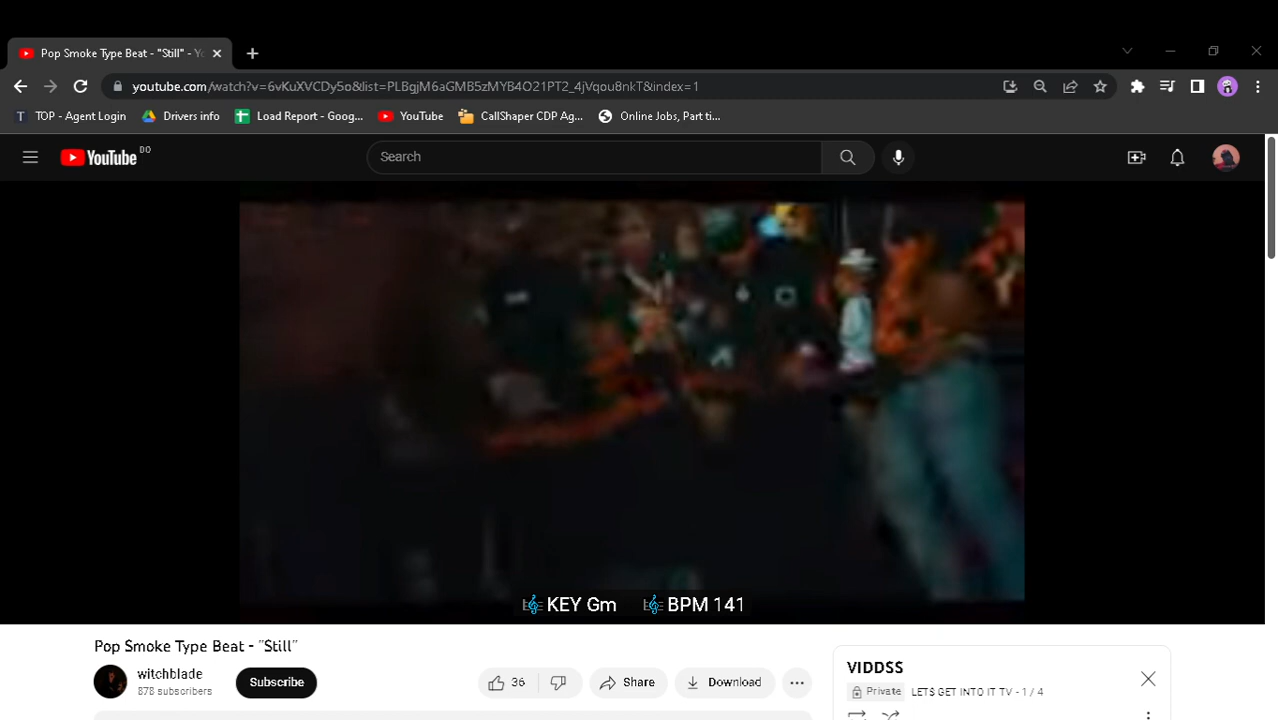 Pop Smoke Type Beat - "Still" - Yo
youtube.com/watch?v=6vKuXVCDy5o&list=PLBgjM6aGMB5zMYB4O21PT2_4jVqou8nkT&index=1
T TOP - Agent Login Drivers info Load Report - Goog... YouTube CallShaper CDP Ag... Online Jobs, Part ti...
YouTube DO Search
KEY Gm BPM 141
Pop Smoke Type Beat - "Still"
witchblade
878 subscribers
Subscribe
36 Share Download
VIDDSS
Private LETS GET INTO IT TV - 1 / 4